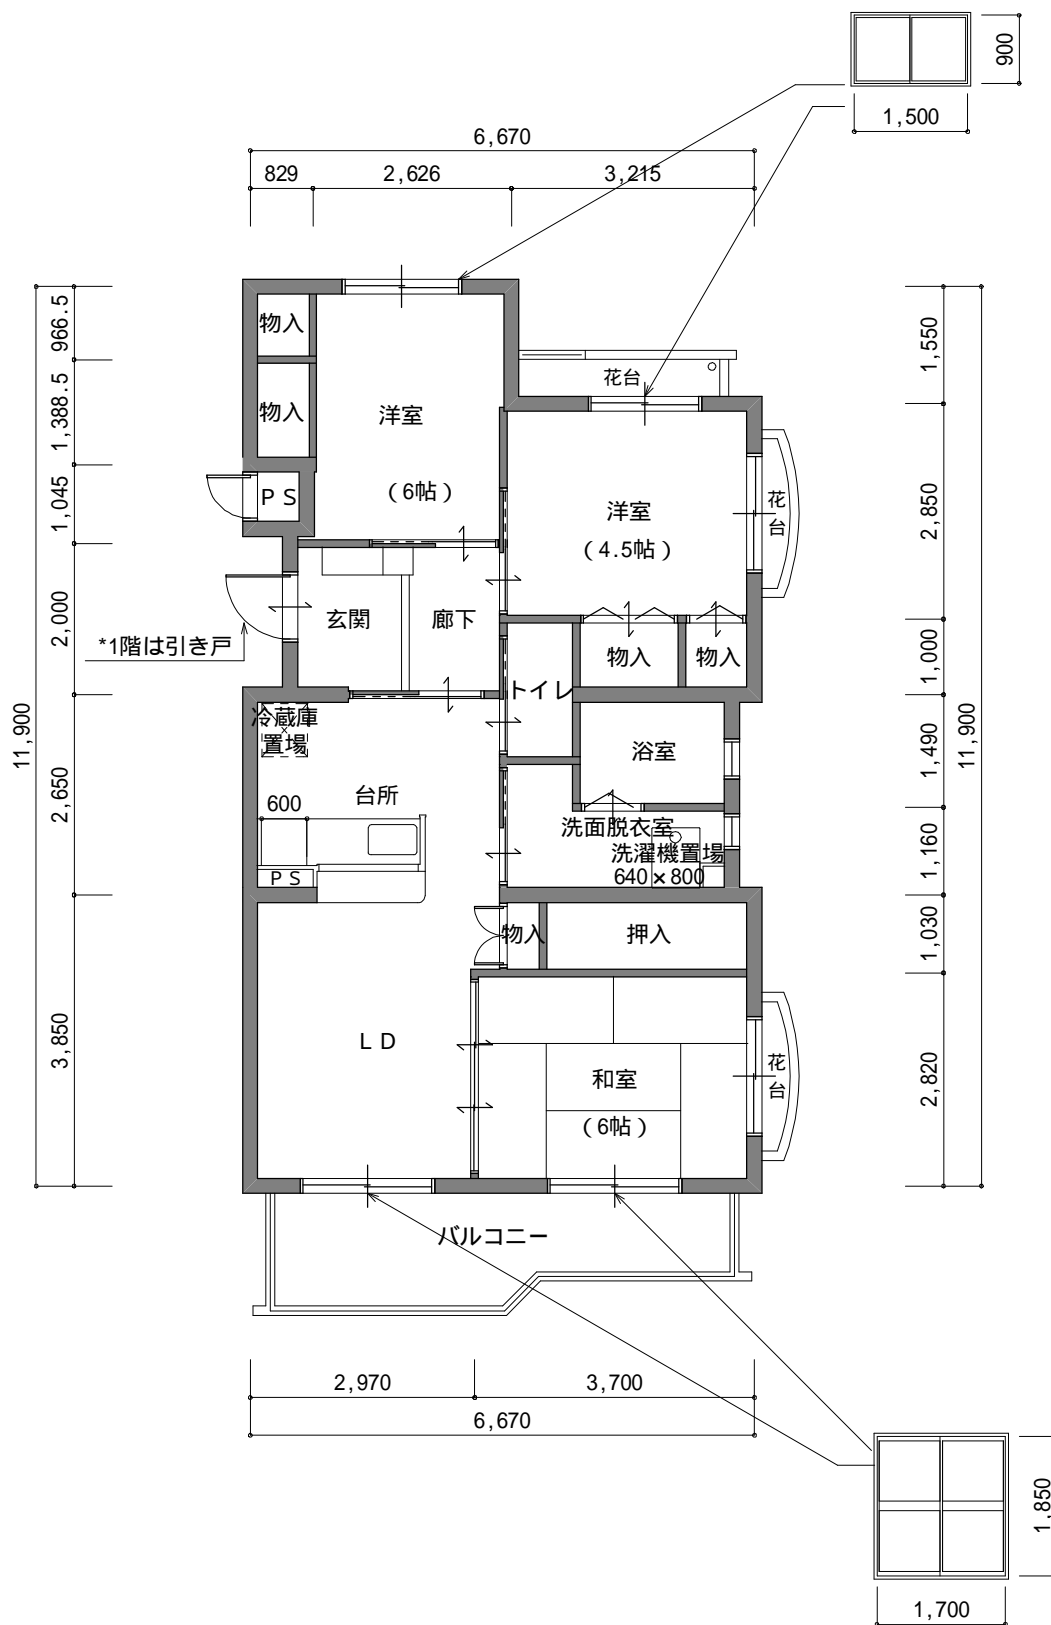 900
1,500
6,670
829
2,626
3,215
966.5
1,388.5
1,045
2,000
2,650
3,850
11,900
1,550
2,850
1,000
1,490
1,160
1,030
2,820
11,900
物入
花台
物入
洋室
(6帖)
PS
洋室
(4.5帖)
花台
玄関
廊下
*1階は引き戸
物入
物入
トイレ
冷蔵庫
置場
浴室
台所
600
洗面脱衣室
洗濯機置場
640×800
PS
物入
押入
LD
和室
(6帖)
花台
バルコニー
2,970
3,700
6,670
1,850
1,700